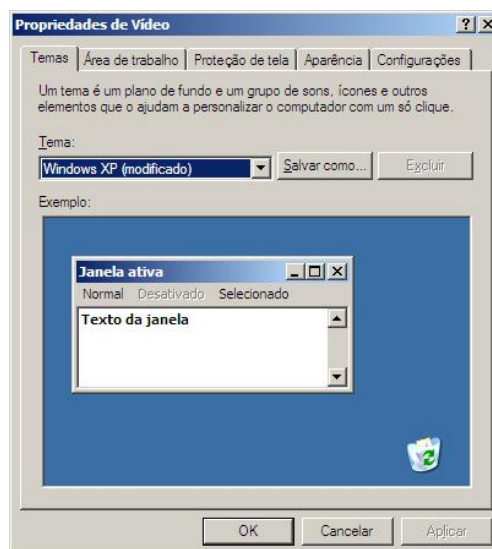 Propriedades de Vídeo
Temas Área de trabalho Proteção de tela Aparência Configurações
Um tema é um plano de fundo e um grupo de sons, ícones e outros
elementos que o ajudam a personalizar o computador com um só clique.
Tema:
Windows XP (modificado) Salvar como... Excluir
Exemplo:
Janela ativa
Normal Desativado Selecionado
Texto da janela
OK Cancelar Aplicar